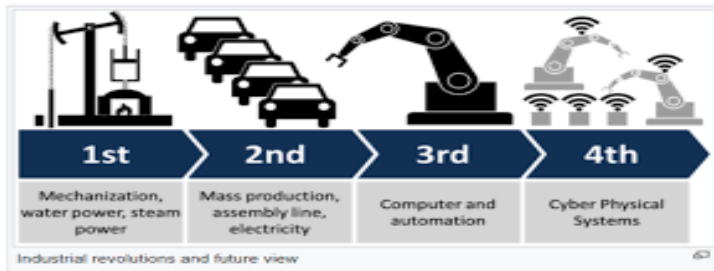 1st
2nd
3rd
4th
Mechanization,
water power, steam
power
Mass production,
assembly line,
electricity
Computer and
automation
Cyber Physical
Systems
Industrial revolutions and future view